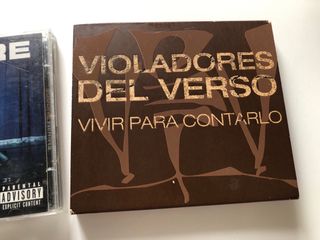 RE
PARENTAL
ADVISORY
EXPLICIT CONTENT
VIOLADORES
DEL VERSO
VIVIR PARA CONTARLO